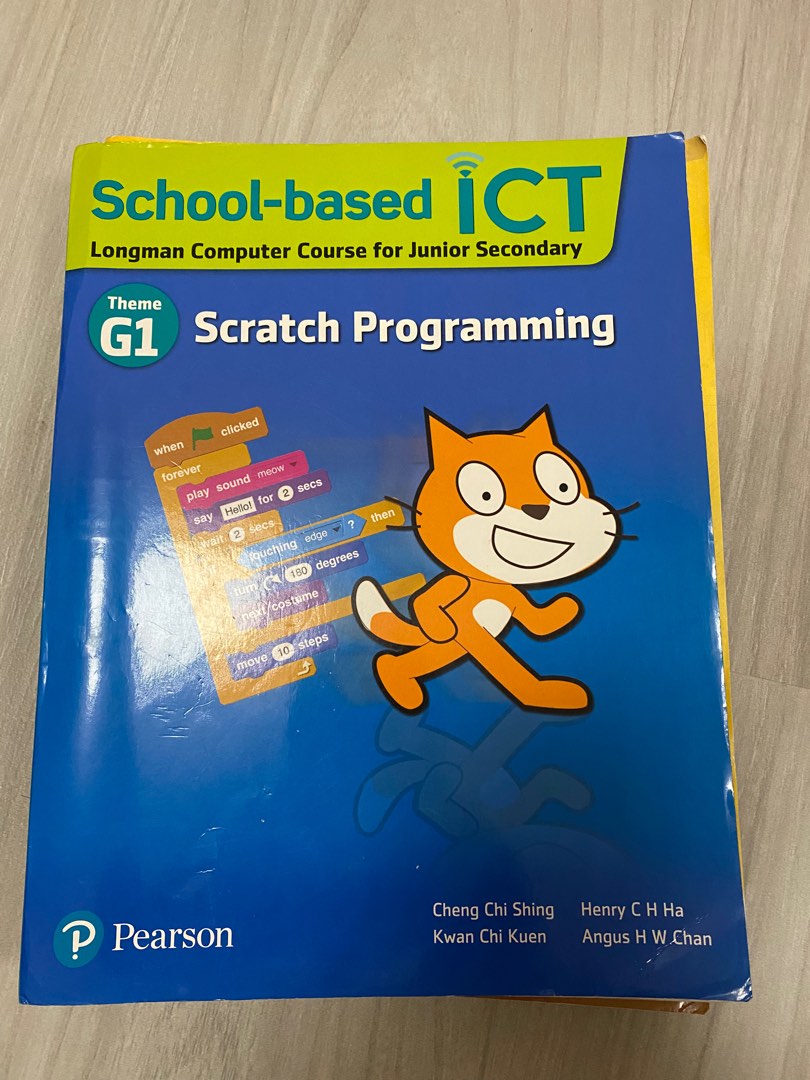 School-based iCT
Longman Computer Course for Junior Secondary
Theme
G1
Scratch Programming
when clicked
forever
play sound meow
say Hello! for 2 secs
wait 2 secs
touching edge ? then
turn 180 degrees
next costume
move 10 steps
Cheng Chi Shing Henry C H Ha
Kwan Chi Kuen Angus H W Chan
Pearson